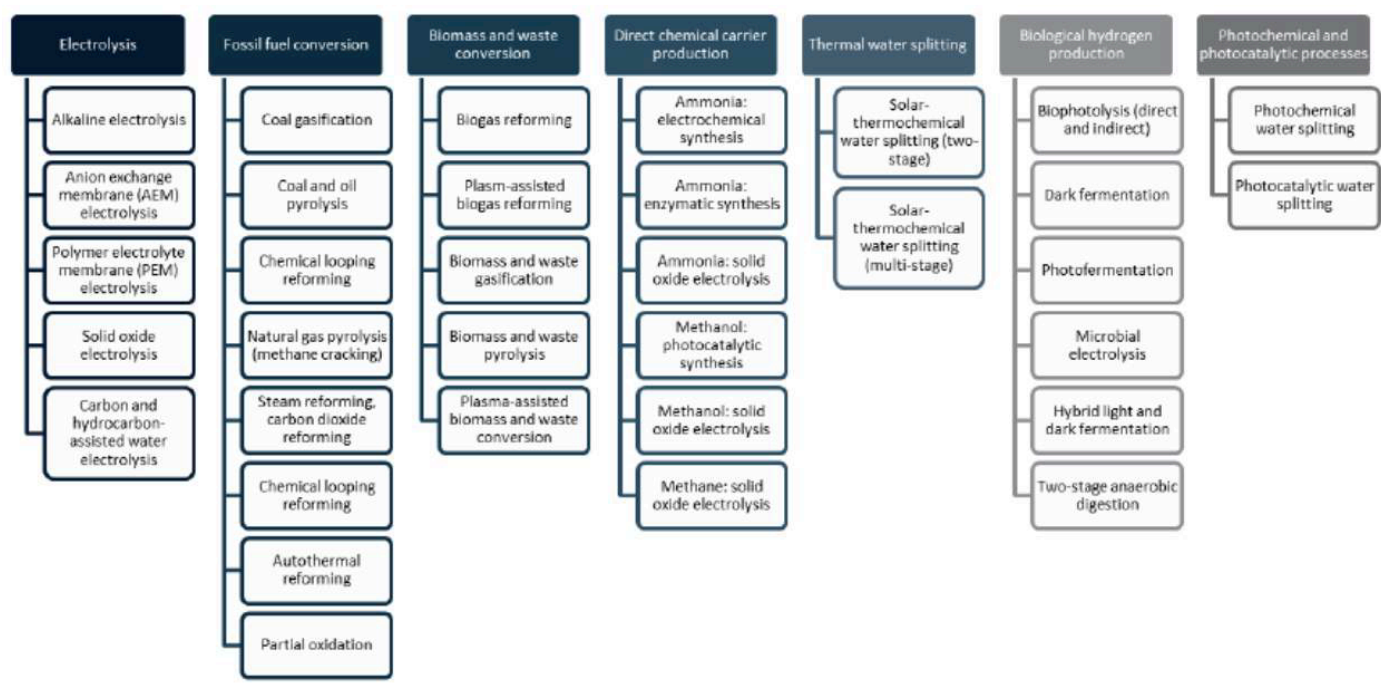 Electrolysis
Alkaline electrolysis
Anion exchange
membrane (AEM)
electrolysis
Polymer electrolyte
membrane (PEM)
electrolysis
Solid oxide
electrolysis
Carbon and
hydrocarbon-
assisted water
electrolysis
Fossil fuel conversion
Coal gasification
Coal and oil
pyrolysis
Chemical looping
reforming
Natural gas pyrolysis
(methane cracking)
Steam reforming,
carbon dioxide
reforming
Chemical looping
reforming
Autothermal
reforming
Partial oxidation
Biomass and waste
conversion
Biogas reforming
Plasm-assisted
biogas reforming
Biomass and waste
gasification
Biomass and waste
pyrolysis
Plasma-assisted
biomass and waste
conversion
Direct chemical carrier
production
Ammonia:
electrochemical
synthesis
Ammonia:
enzymatic synthesis
Ammonia: solid
oxide electrolysis
Methanol:
photocatalytic
synthesis
Methanol: solid
oxide electrolysis
Methane: solid
oxide electrolysis
Thermal water splitting
Solar-
thermochemical
water splitting (two-
stage)
Solar-
thermochemical
water splitting
(multi-stage)
Biological hydrogen
production
Biophotolysis (direct
and indirect)
Dark fermentation
Photofermentation
Microbial
electrolysis
Hybrid light and
dark fermentation
Two-stage anaerobic
digestion
Photochemical and
photocatalytic processes
Photochemical
water splitting
Photocatalytic water
splitting